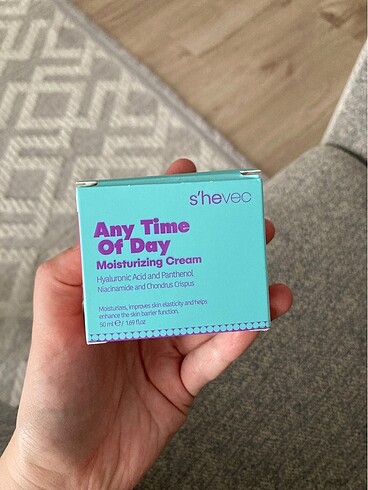 s'hevec
Any Time
Of Day
Moisturizing Cream
Hyaluronic Acid and Panthenol
Niacinamide and Chondrus Crispus
Moisturizes, improves skin elasticity and helps
enhance the skin barrier function.
50 ml ℮ / 1.69 fl.oz